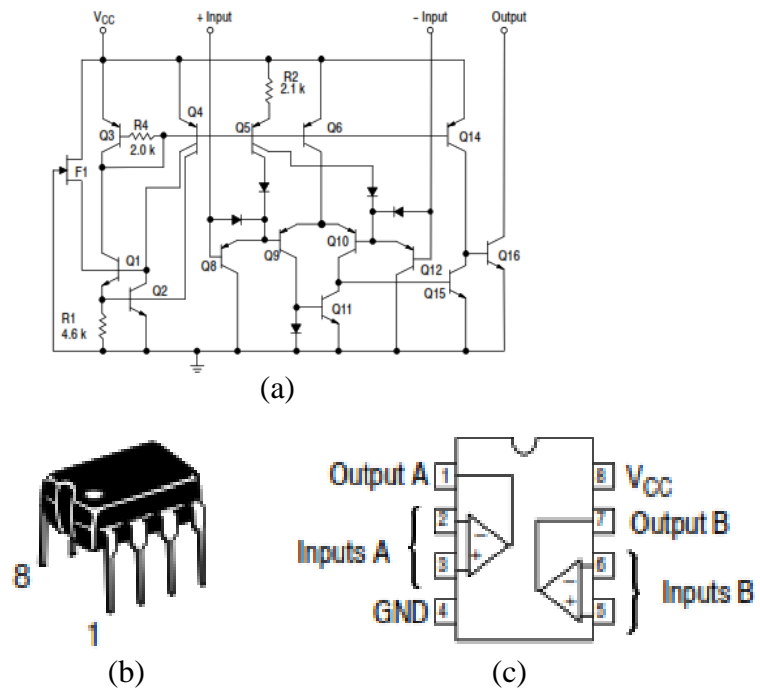 VCC + Input − Input Output
R2
2.1 k
Q3 R4 Q4 Q5 Q6 Q14
2.0 k
F1
Q1 Q8 Q9 Q10 Q12 Q16
Q2 Q11 Q15
R1
4.6 k
(a)
8
1
(b)
Output A 1 8 VCC
2 − 7 Output B
Inputs A
3 + 6 − Inputs B
GND 4 + 5
(c)